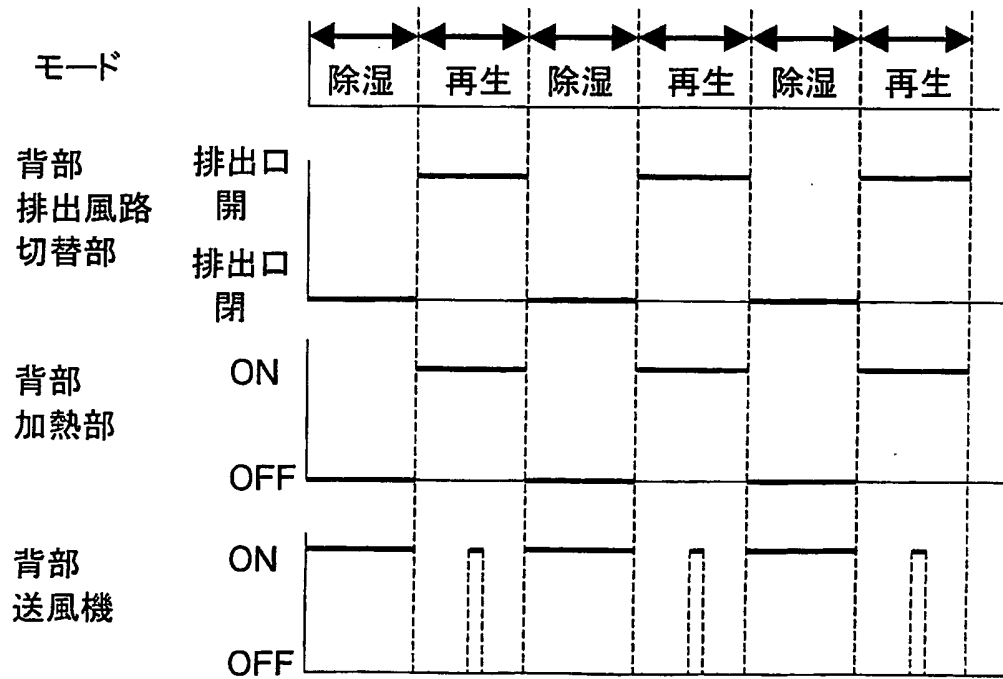 モード
除湿 再生 除湿 再生 除湿 再生
背部
排出風路
切替部
排出口
開
排出口
閉
背部
加熱部
ON
OFF
背部
送風機
ON
OFF